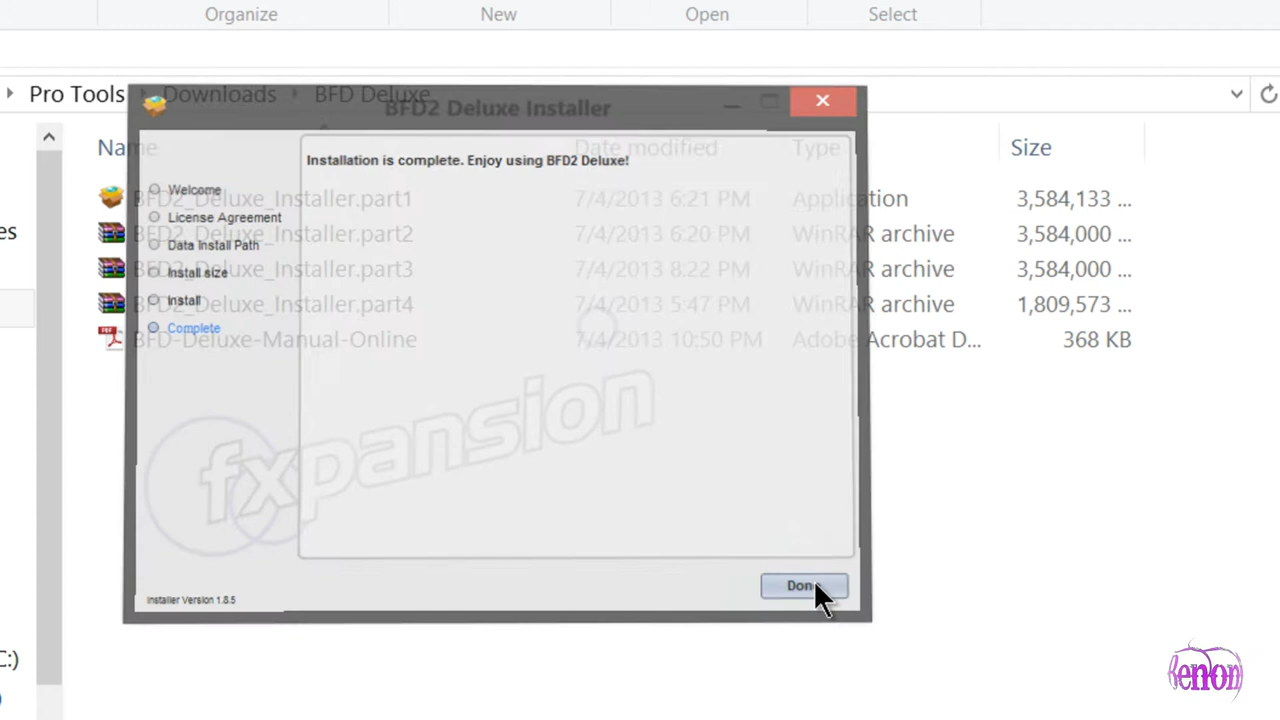 Organize New Open Select
Pro Tools Downloads BFD Deluxe
BFD2 Deluxe Installer
Name Date modified Type Size
Installation is complete. Enjoy using BFD2 Deluxe!
Welcome
BFD2_Deluxe_Installer.part1 7/4/2013 6:21 PM Application 3,584,133 ...
License Agreement
es BFD2_Deluxe_Installer.part2 7/4/2013 6:20 PM WinRAR archive 3,584,000 ...
Data Install Path
BFD2_Deluxe_Installer.part3 7/4/2013 8:22 PM WinRAR archive 3,584,000 ...
Install size
Install
BFD2_Deluxe_Installer.part4 7/4/2013 5:47 PM WinRAR archive 1,809,573 ...
Complete
BFD-Deluxe-Manual-Online 7/4/2013 10:50 PM Adobe Acrobat D... 368 KB
fxpansion
Done
Installer Version 1.8.5
C:)